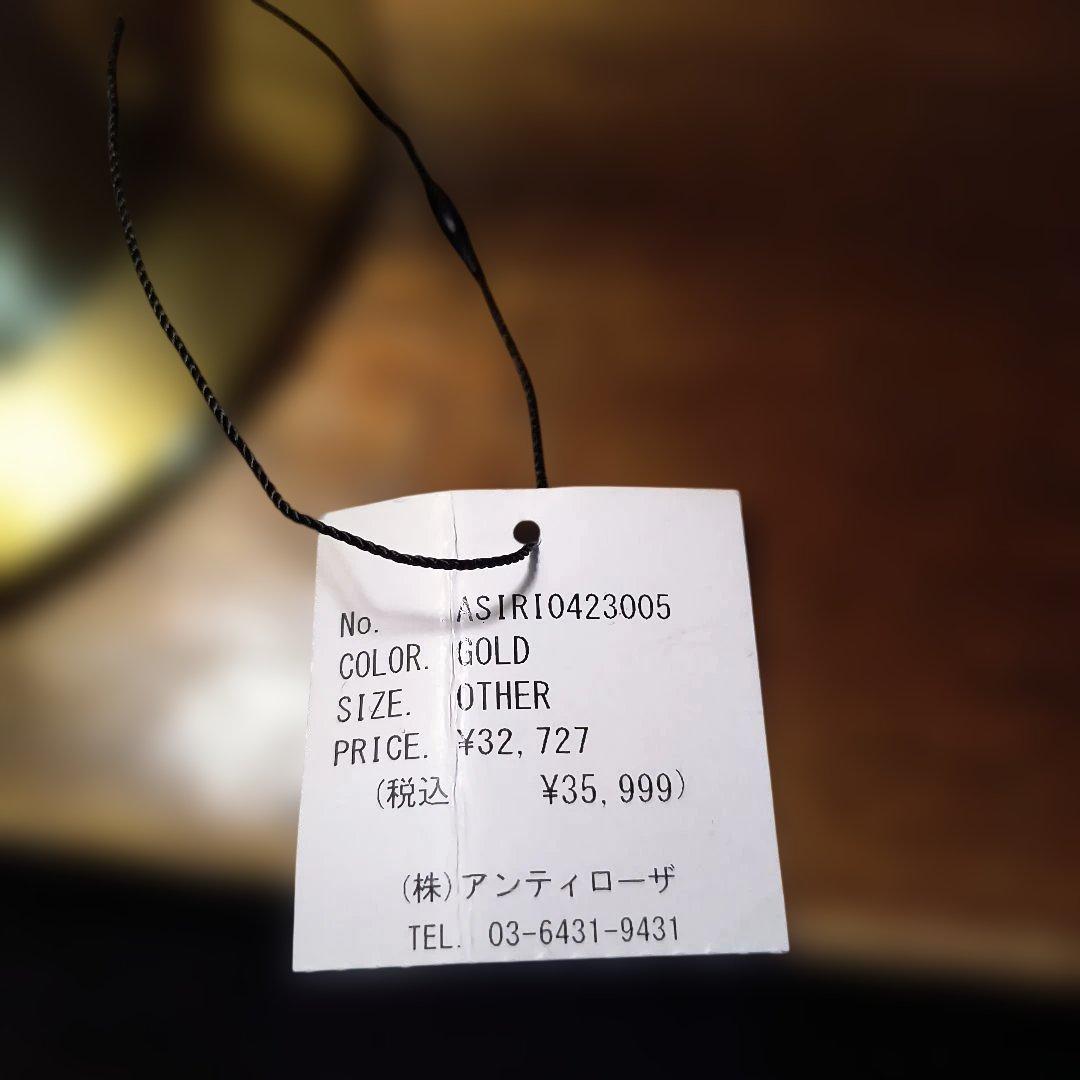 No. ASIRI0423005
COLOR. GOLD
SIZE. OTHER
PRICE. ¥32,727
(税込 ¥35,999)
(株)アンティローザ
TEL. 03-6431-9431